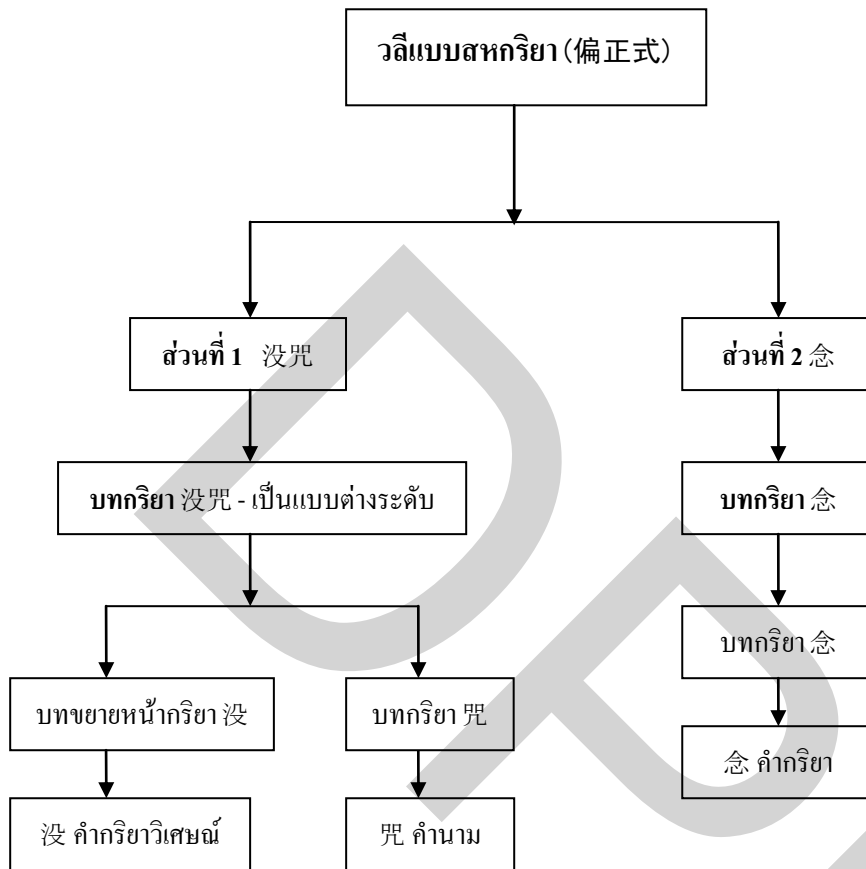 วลีแบบสหกริยา (偏正式)
ส่วนที่ 1 没咒
ส่วนที่ 2 念
บทกริยา 没咒 - เป็นแบบต่างระดับ
บทกริยา 念
บทกริยา 念
บทขยายหน้ากริยา 没
บทกริยา 咒
念 คำกริยา
没 คำกริยาวิเศษณ์
咒 คำนาม